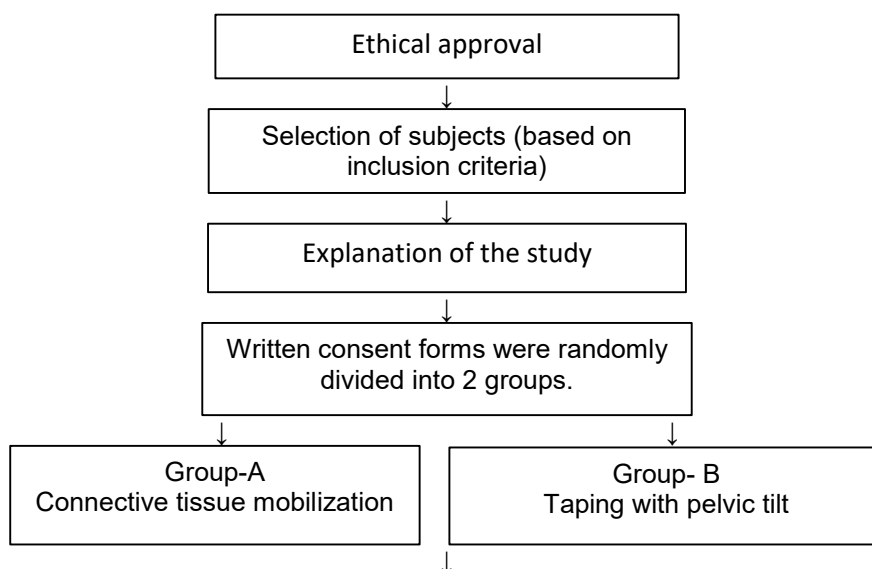 Ethical approval
↓
Selection of subjects (based on
inclusion criteria)
↓
Explanation of the study
↓
Written consent forms were randomly
divided into 2 groups.
↓ ↓
Group-A
Connective tissue mobilization
Group- B
Taping with pelvic tilt
↓